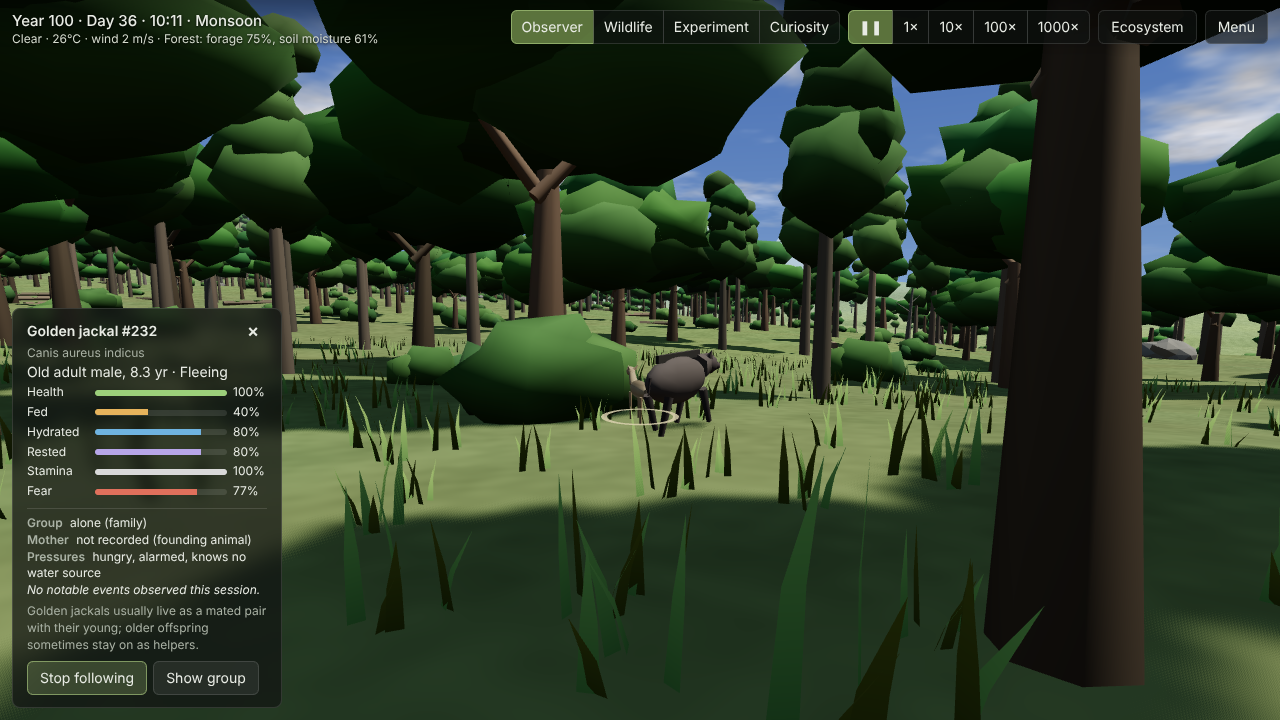 Year 100 · Day 36 · 10:11 · Monsoon
Clear · 26°C · wind 2 m/s · Forest: forage 75%, soil moisture 61%
Observer Wildlife Experiment Curiosity ❚❚ 1× 10× 100× 1000× Ecosystem Menu
Golden jackal #232 ×
Canis aureus indicus
Old adult male, 8.3 yr · Fleeing
Health 100%
Fed 40%
Hydrated 80%
Rested 80%
Stamina 100%
Fear 77%
Group alone (family)
Mother not recorded (founding animal)
Pressures hungry, alarmed, knows no
water source
No notable events observed this session.
Golden jackals usually live as a mated pair
with their young; older offspring
sometimes stay on as helpers.
Stop following Show group